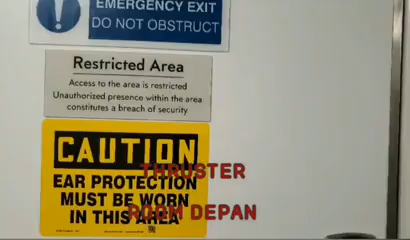 EMERGENCY EXIT
DO NOT OBSTRUCT
Restricted Area
Access to the area is restricted
Unauthorized presence within the area
constitutes a breach of security
CAUTION
THRUSTER
EAR PROTECTION
MUST BE WORN
IN THIS AREA
ROOM DEPAN